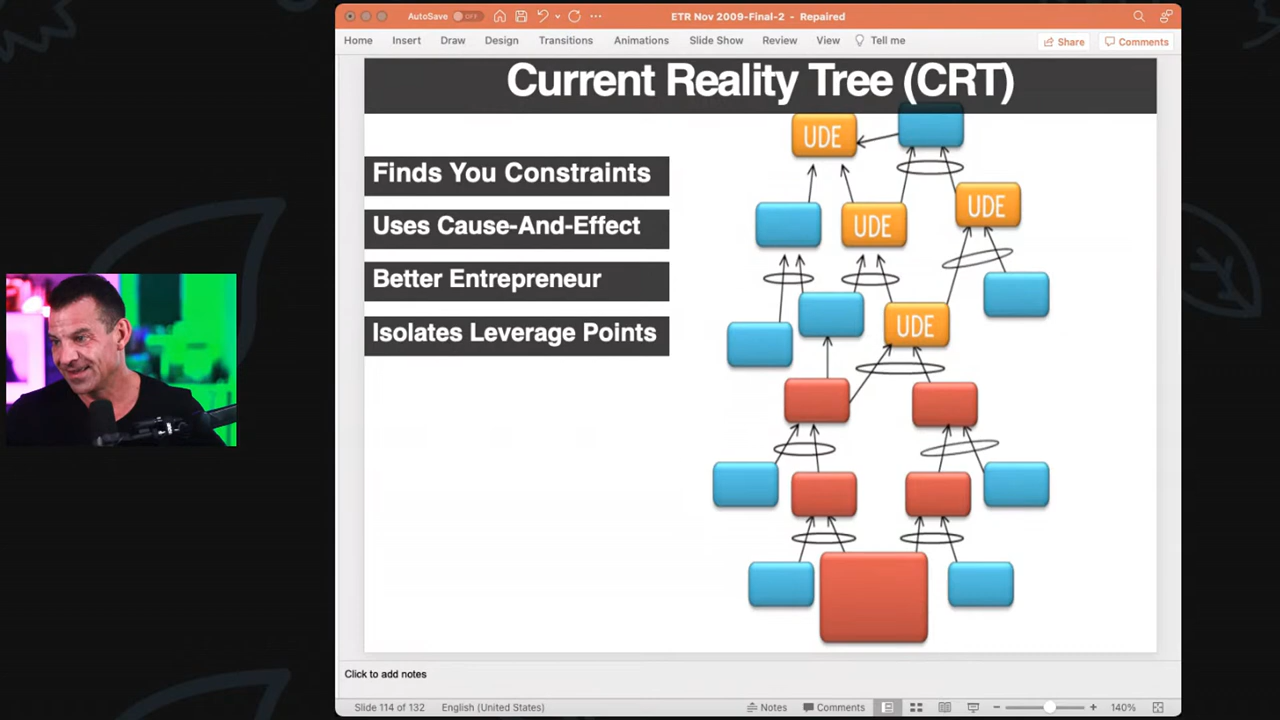 AutoSave OFF
ETR Nov 2009-Final-2 - Repaired
Home Insert Draw Design Transitions Animations Slide Show Review View Tell me Share Comments
Current Reality Tree (CRT)
Finds You Constraints
Uses Cause-And-Effect
Better Entrepreneur
Isolates Leverage Points
UDE
UDE
UDE
UDE
Click to add notes
Slide 114 of 132 English (United States) Notes Comments 140%